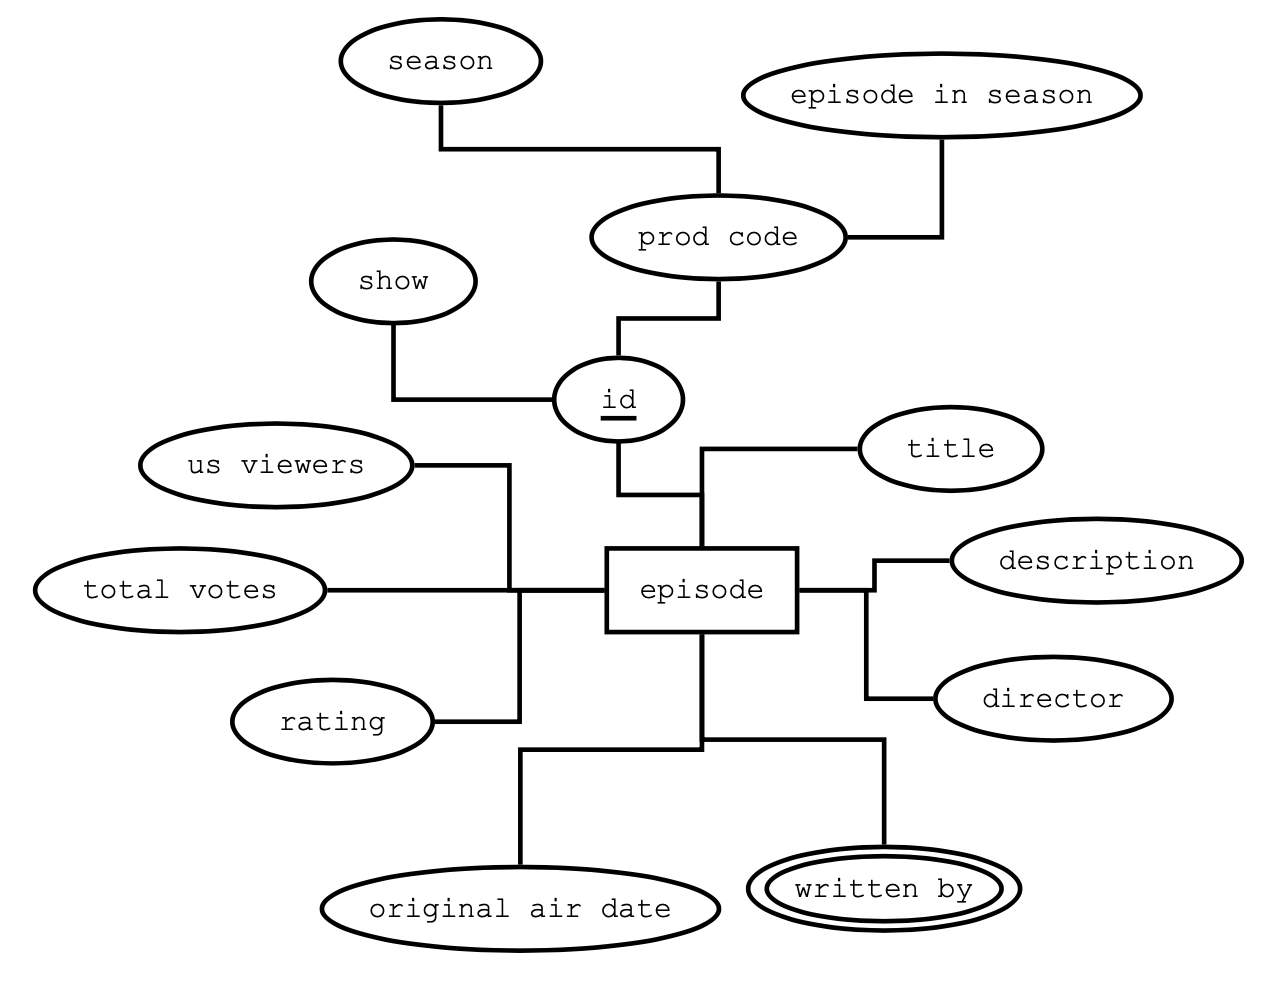 season
episode in season
prod code
show
id
title
us viewers
description
total votes
episode
director
rating
written by
original air date